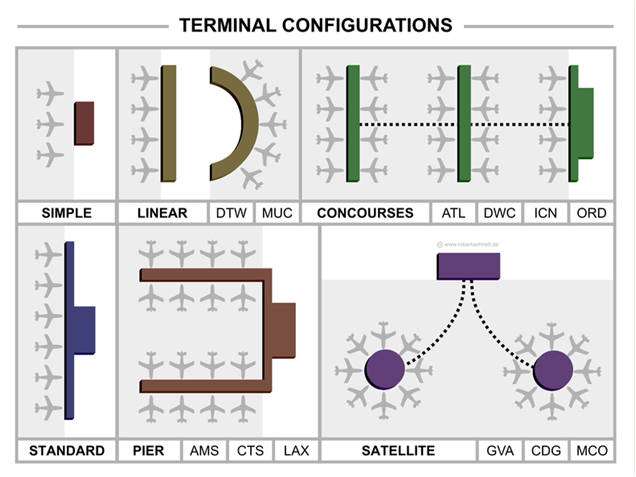 TERMINAL CONFIGURATIONS
SIMPLE
LINEAR DTW MUC
CONCOURSES ATL DWC ICN ORD
© www.robertaehnelt.de
STANDARD
PIER AMS CTS LAX
SATELLITE GVA CDG MCO